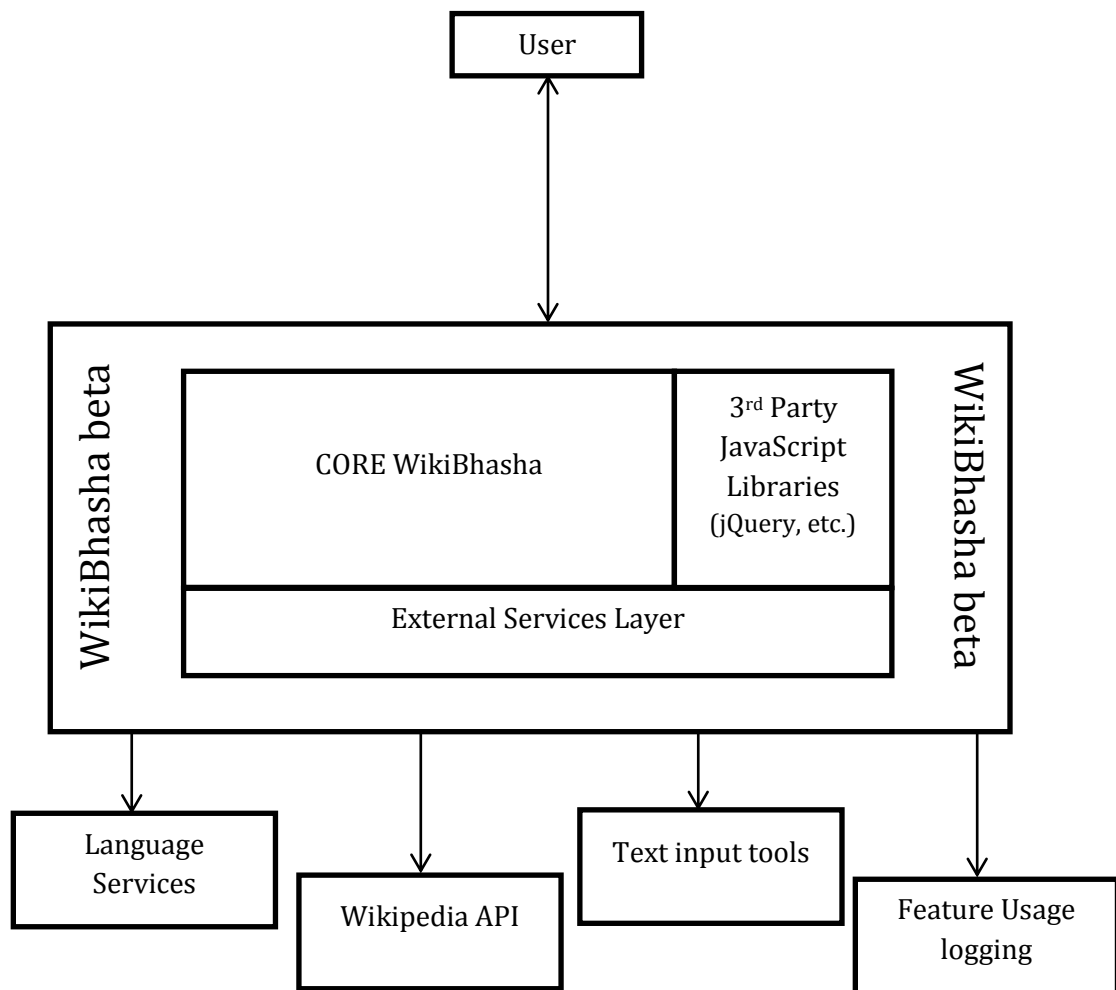 User
WikiBhasha beta
CORE WikiBhasha
3rd Party
JavaScript
Libraries
(jQuery, etc.)
WikiBhasha beta
External Services Layer
Language
Services
Wikipedia API
Text input tools
Feature Usage
logging